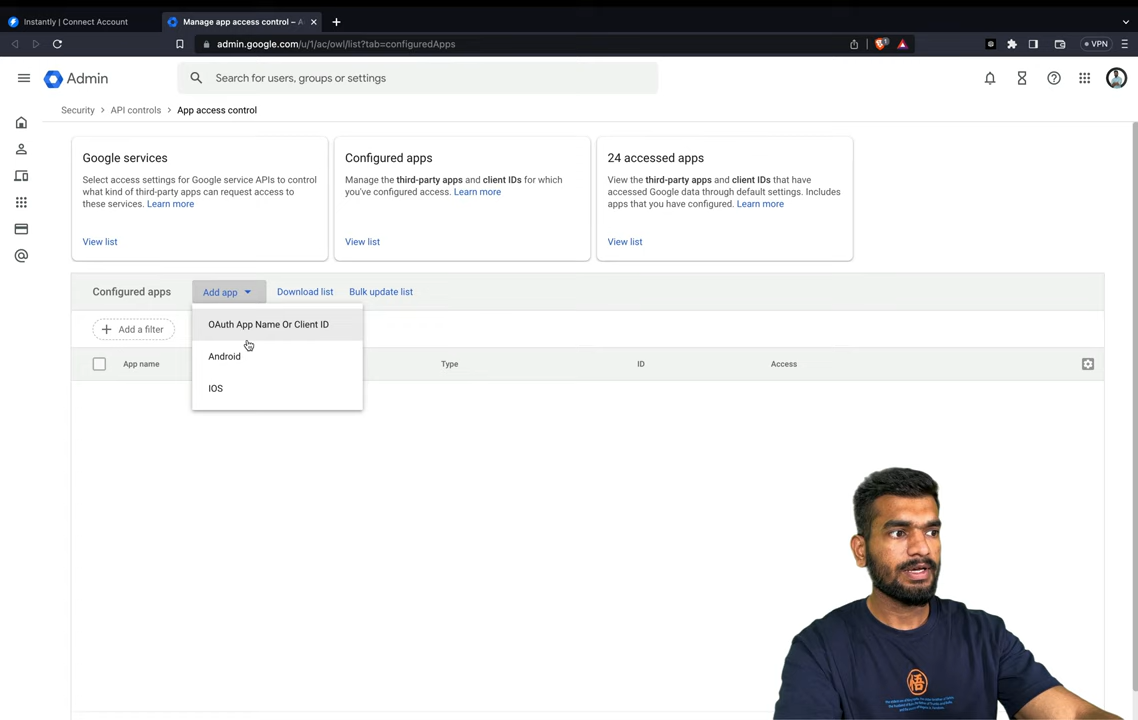 Instantly | Connect Account
Manage app access control – A
admin.google.com/u/1/ac/owl/list?tab=configuredApps
1
VPN
Admin
Search for users, groups or settings
Security > API controls > App access control
Google services
Select access settings for Google service APIs to control
what kind of third-party apps can request access to
these services. Learn more
View list
Configured apps
Manage the third-party apps and client IDs for which
you've configured access. Learn more
View list
24 accessed apps
View the third-party apps and client IDs that have
accessed Google data through default settings. Includes
apps that you have configured. Learn more
View list
Configured apps
Add app
Download list
Bulk update list
Add a filter
OAuth App Name Or Client ID
Android
IOS
App name
Type
ID
Access
悟